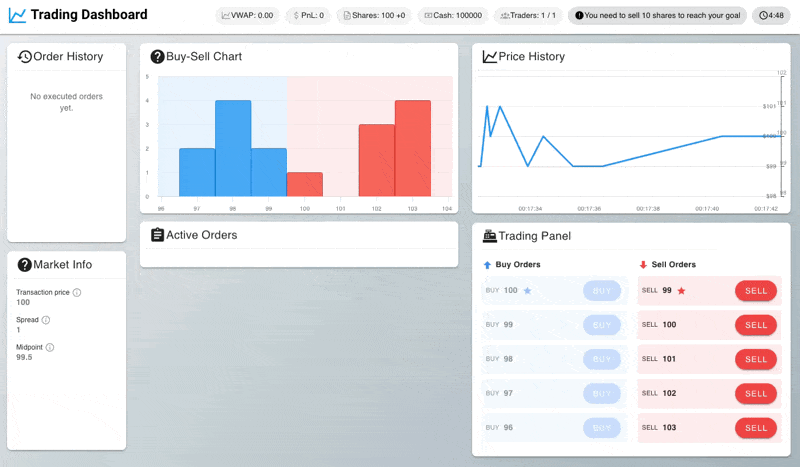 Trading Dashboard
VWAP: 0.00
PnL: 0
Shares: 100 +0
Cash: 100000
Traders: 1 / 1
You need to sell 10 shares to reach your goal
4:48
Order History
No executed orders
yet.
Market Info
Transaction price
100
Spread
1
Midpoint
99.5
Buy-Sell Chart
5
4
3
2
1
0
96 97 98 99 100 101 102 103 104
Active Orders
Price History
102
$101 101
$100 100
$99 99
$98 98
00:17:34 00:17:36 00:17:38 00:17:40 00:17:42
Trading Panel
Buy Orders
BUY 100 BUY
BUY 99 BUY
BUY 98 BUY
BUY 97 BUY
BUY 96 BUY
Sell Orders
SELL 99 SELL
SELL 100 SELL
SELL 101 SELL
SELL 102 SELL
SELL 103 SELL